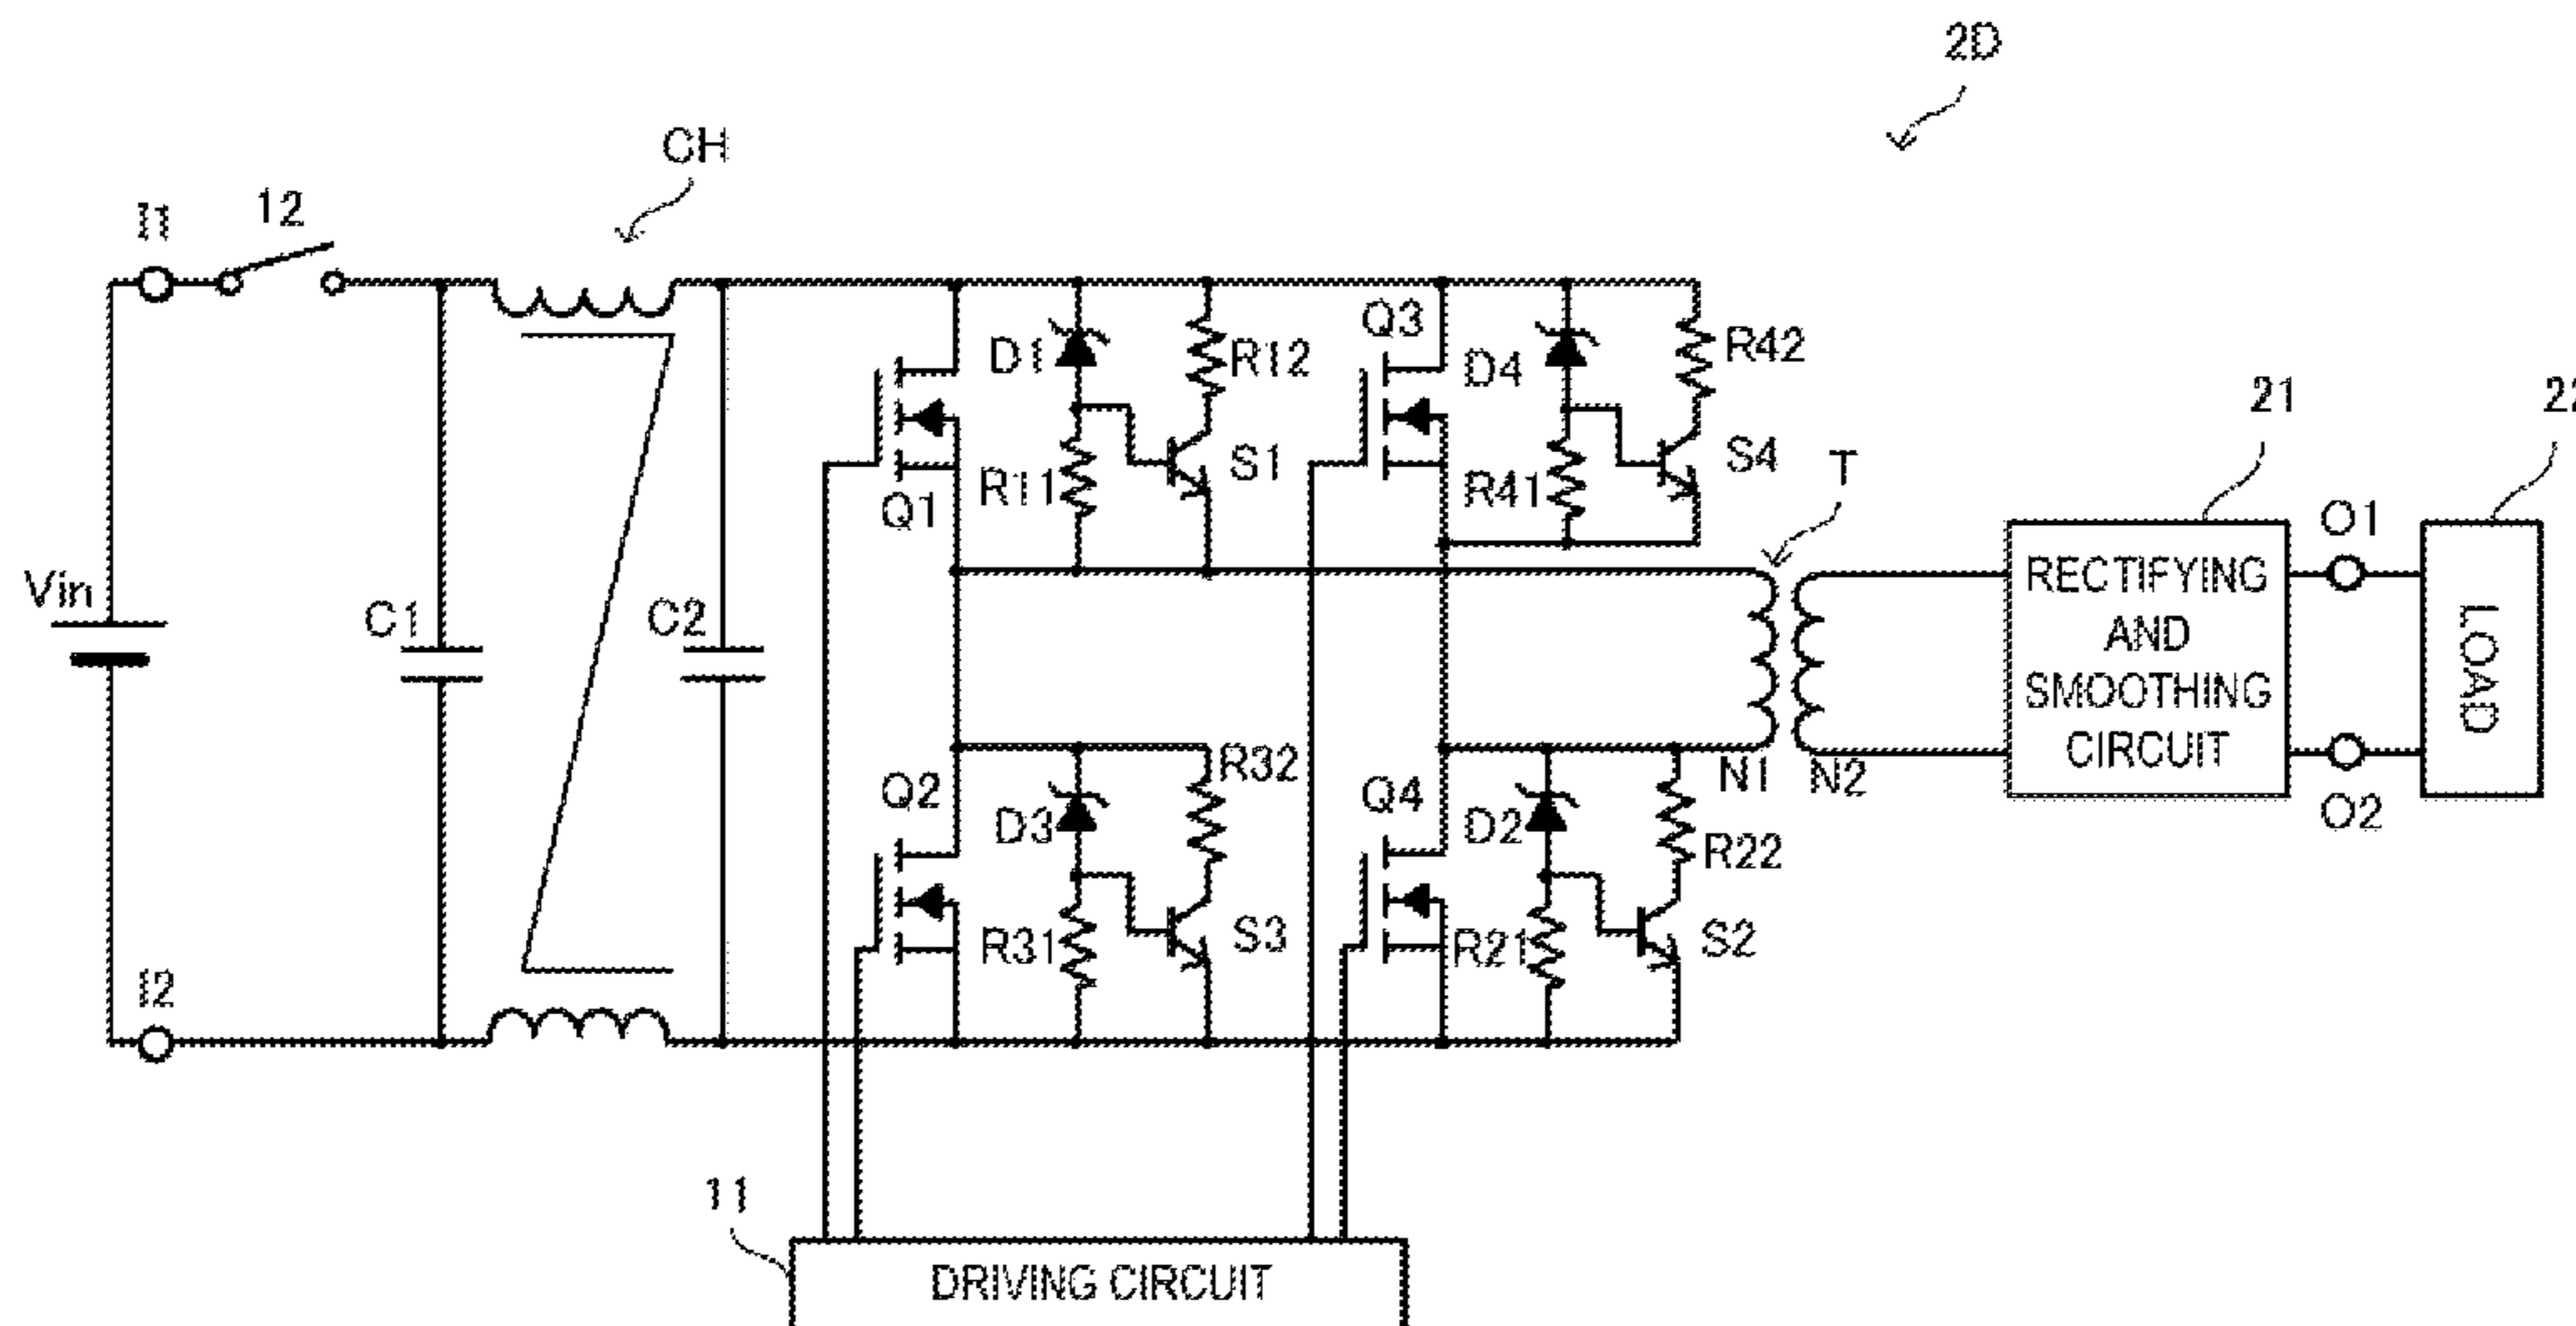 2D
CH
I1
12
Q3
D1
R12
D4
R42
21
R11
S1
R41
S4
T
Q1
O1
Vin
C1
C2
RECTIFYING
AND
SMOOTHING
CIRCUIT
LOAD
Q2
R32
Q4
N1
N2
O2
D3
D2
R22
R31
S3
R21
S2
I2
11
DRIVING CIRCUIT